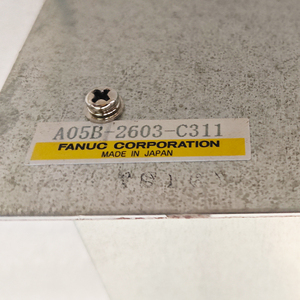 A05B-2603-C311
FANUC CORPORATION
MADE IN JAPAN